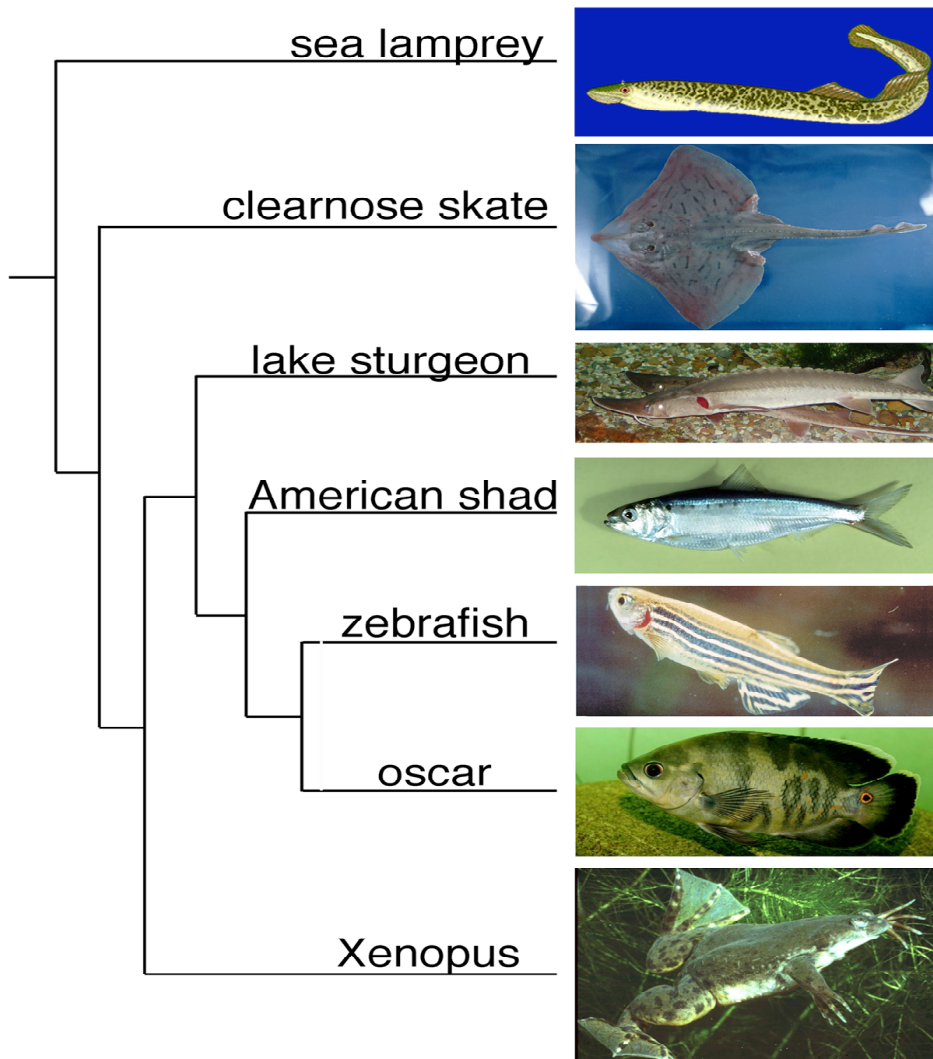 sea lamprey
clearnose skate
lake sturgeon
American shad
zebrafish
oscar
Xenopus